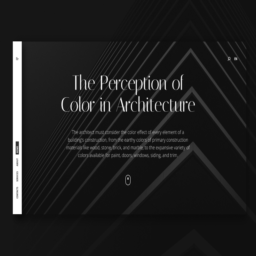 The Perception of
Color in Architecture
The architect must consider the color effect of every element of a
building's construction, from the earthy colors of primary construction
materials like wood, stone, brick, and marble, to the expansive variety of
colors available for paint, doors, windows, siding, and trim.